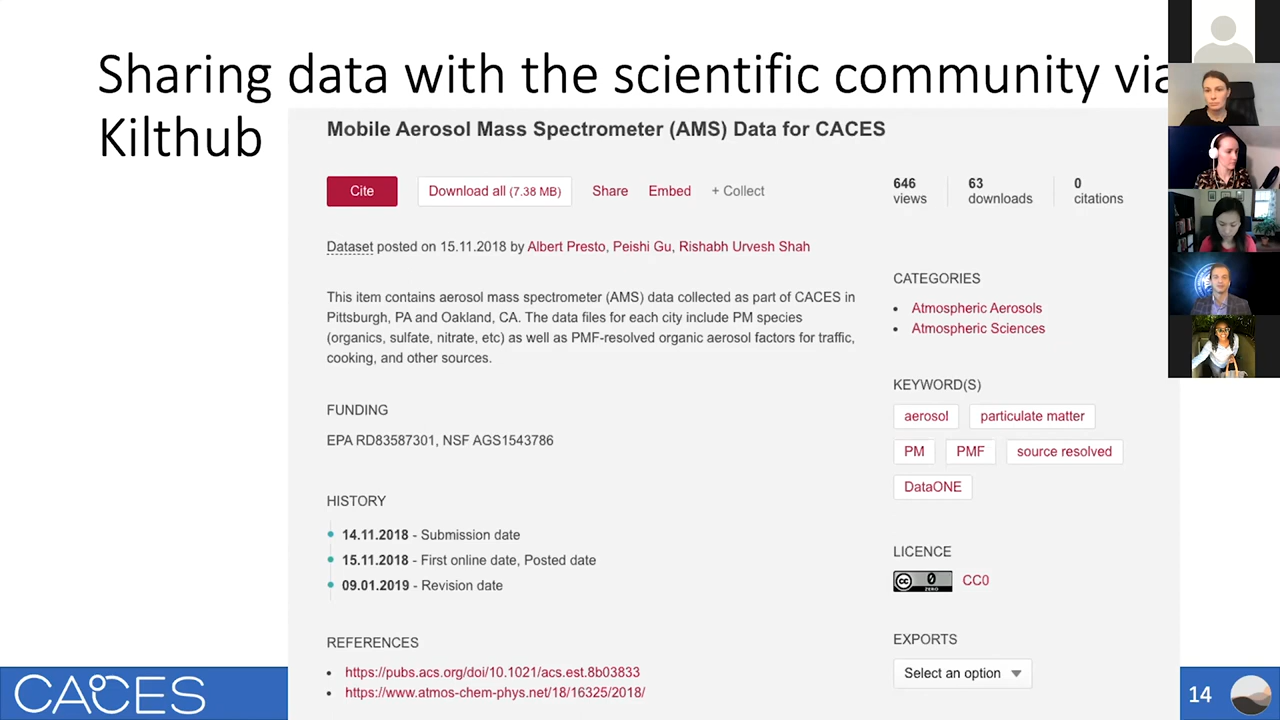 Sharing data with the scientific community via
Kilthub
Mobile Aerosol Mass Spectrometer (AMS) Data for CACES
Cite
Download all (7.38 MB)
Share
Embed
+ Collect
646
views
63
downloads
0
citations
Dataset posted on 15.11.2018 by Albert Presto, Peishi Gu, Rishabh Urvesh Shah
This item contains aerosol mass spectrometer (AMS) data collected as part of CACES in
Pittsburgh, PA and Oakland, CA. The data files for each city include PM species
(organics, sulfate, nitrate, etc) as well as PMF-resolved organic aerosol factors for traffic,
cooking, and other sources.
FUNDING
EPA RD83587301, NSF AGS1543786
HISTORY
14.11.2018 - Submission date
15.11.2018 - First online date, Posted date
09.01.2019 - Revision date
REFERENCES
https://pubs.acs.org/doi/10.1021/acs.est.8b03833
https://www.atmos-chem-phys.net/18/16325/2018/
CATEGORIES
Atmospheric Aerosols
Atmospheric Sciences
KEYWORD(S)
aerosol
particulate matter
PM
PMF
source resolved
DataONE
LICENCE
cc 0 ZERO CC0
EXPORTS
Select an option
CACES
14